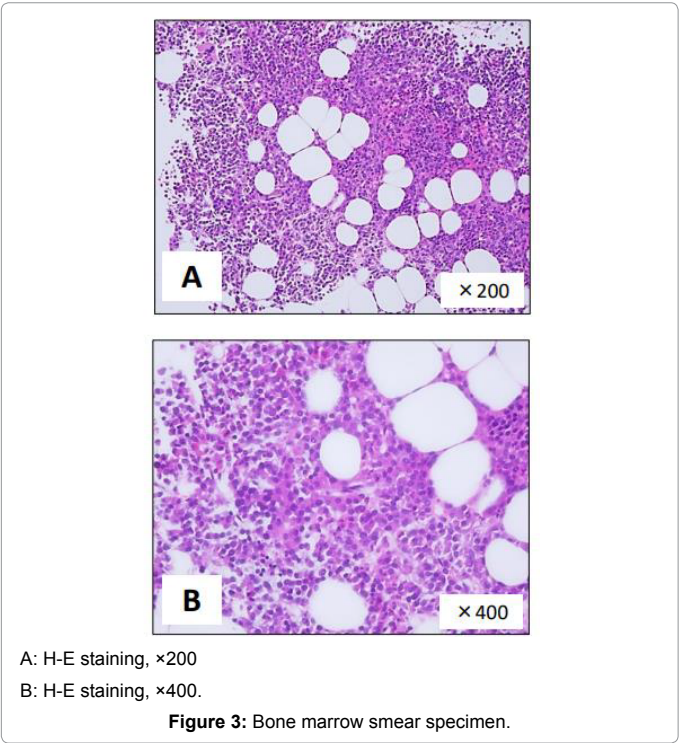 A
× 200
B
× 400
A: H-E staining, ×200
B: H-E staining, ×400.
Figure 3: Bone marrow smear specimen.